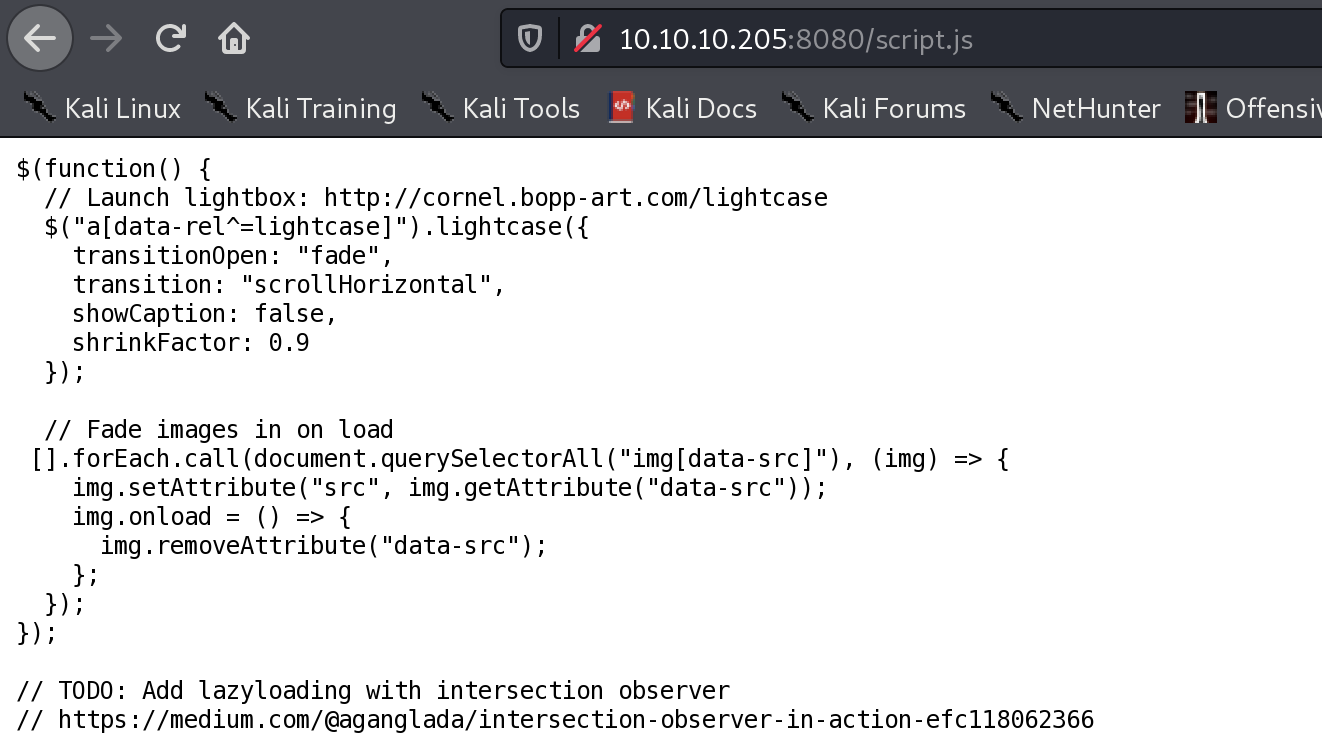 10.10.10.205:8080/script.js
Kali Linux Kali Training Kali Tools Kali Docs Kali Forums NetHunter Offensiv
$(function() {
  // Launch lightbox: http://cornel.bopp-art.com/lightcase
  $("a[data-rel^=lightcase]").lightcase({
    transitionOpen: "fade",
    transition: "scrollHorizontal",
    showCaption: false,
    shrinkFactor: 0.9
  });

  // Fade images in on load
 [].forEach.call(document.querySelectorAll("img[data-src]"), (img) => {
    img.setAttribute("src", img.getAttribute("data-src"));
    img.onload = () => {
      img.removeAttribute("data-src");
    };
  });
});

// TODO: Add lazyloading with intersection observer
// https://medium.com/@aganglada/intersection-observer-in-action-efc118062366